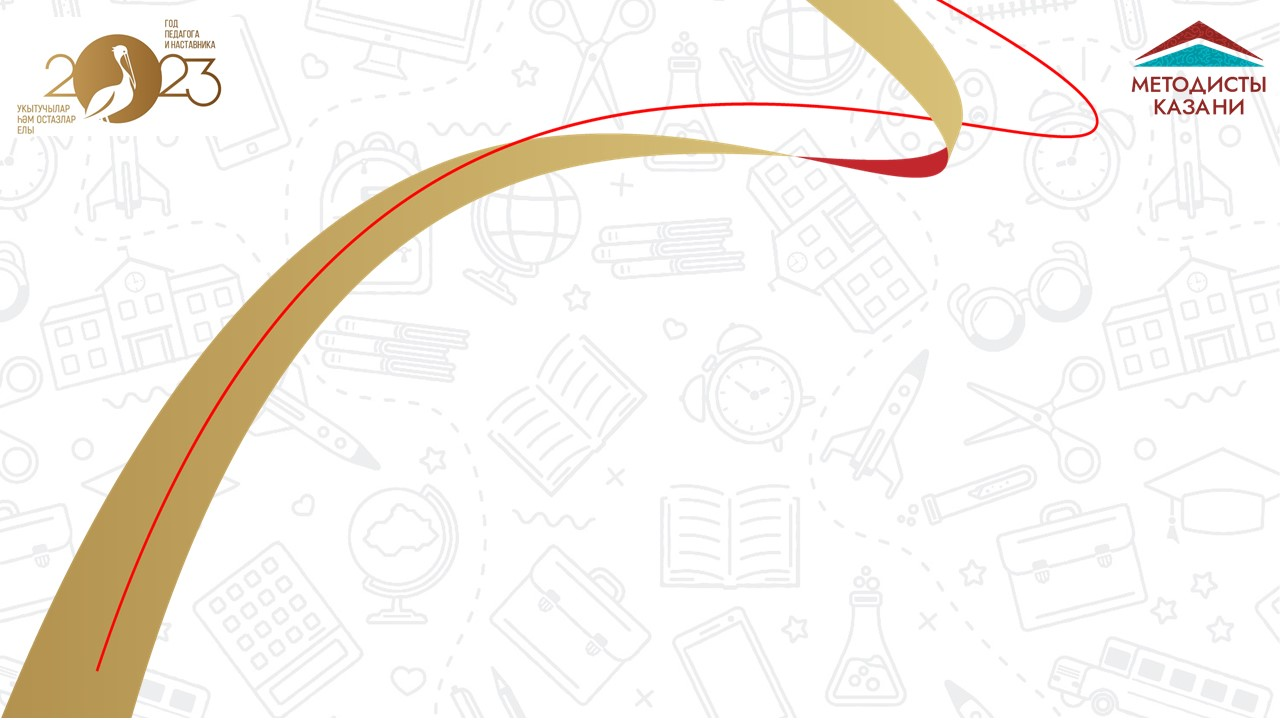 ГОД
ПЕДАГОГА
И НАСТАВНИКА
2023
УКЫТУЧЫЛАР
ҺӘМ ОСТАЗЛАР
ЕЛЫ
МЕТОДИСТЫ
КАЗАНИ